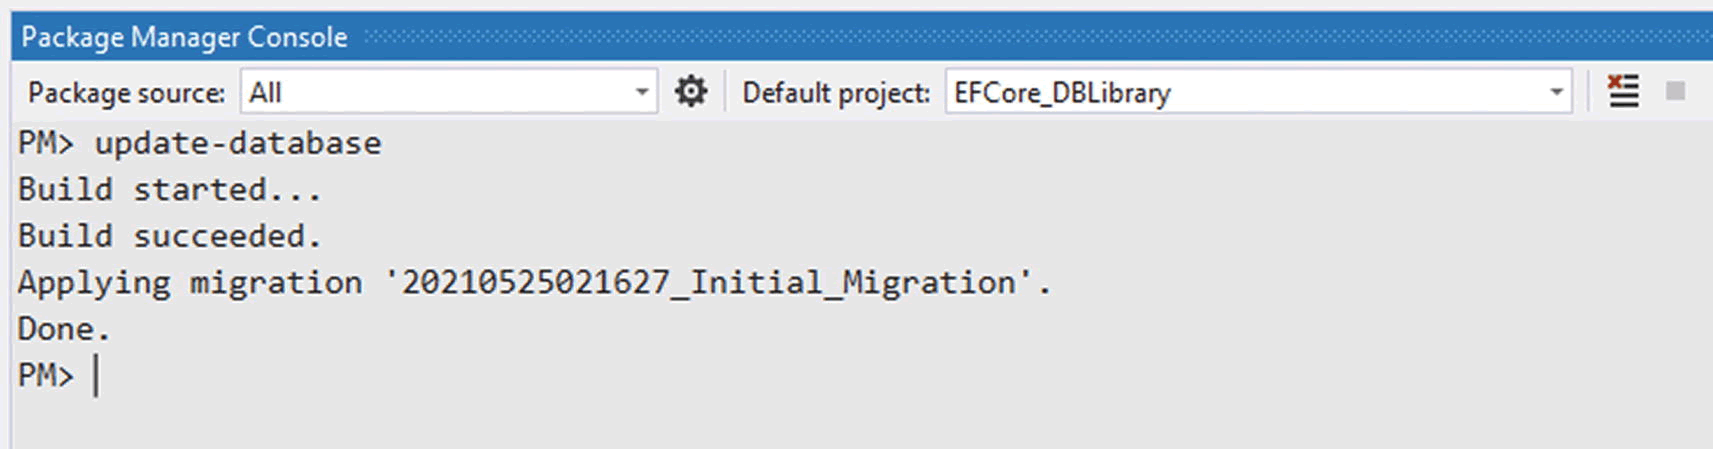 Package Manager Console
Package source: All Default project: EFCore_DBLibrary
PM> update-database
Build started...
Build succeeded.
Applying migration '20210525021627_Initial_Migration'.
Done.
PM>